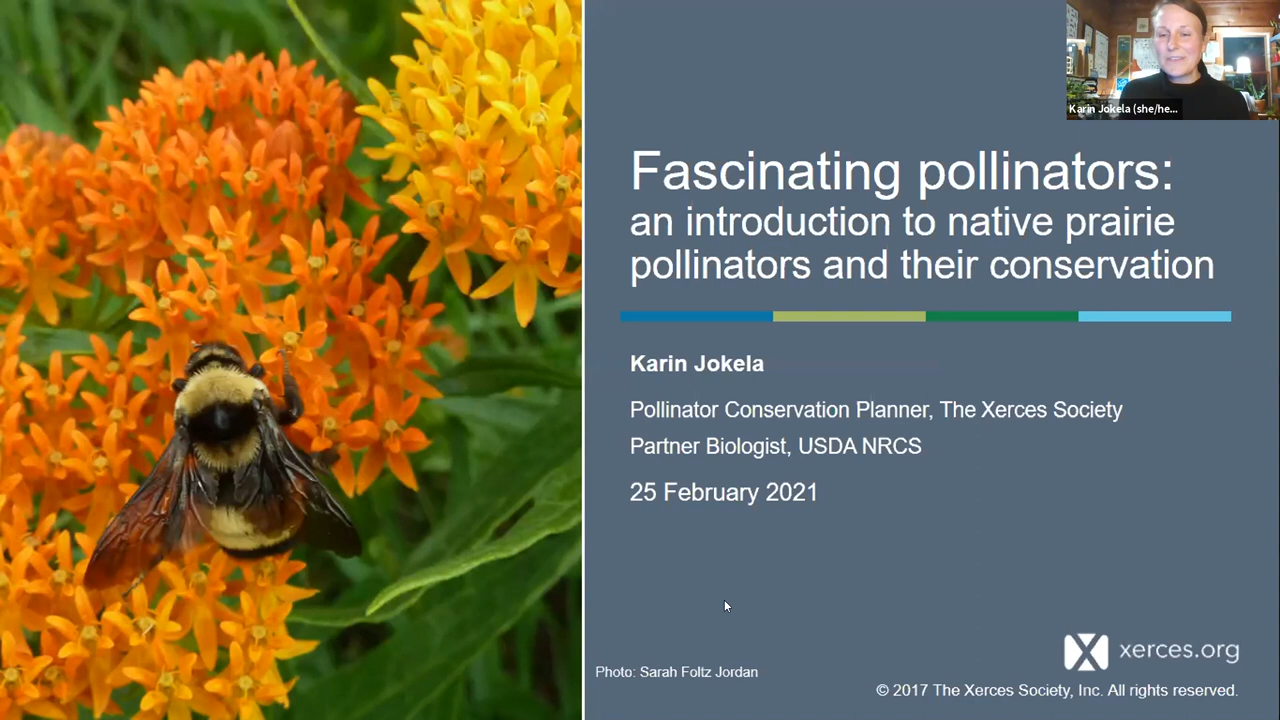 Karin Jokela (she/he...
Fascinating pollinators:
an introduction to native prairie
pollinators and their conservation
Karin Jokela
Pollinator Conservation Planner, The Xerces Society
Partner Biologist, USDA NRCS
25 February 2021
xerces.org
Photo: Sarah Foltz Jordan
© 2017 The Xerces Society, Inc. All rights reserved.